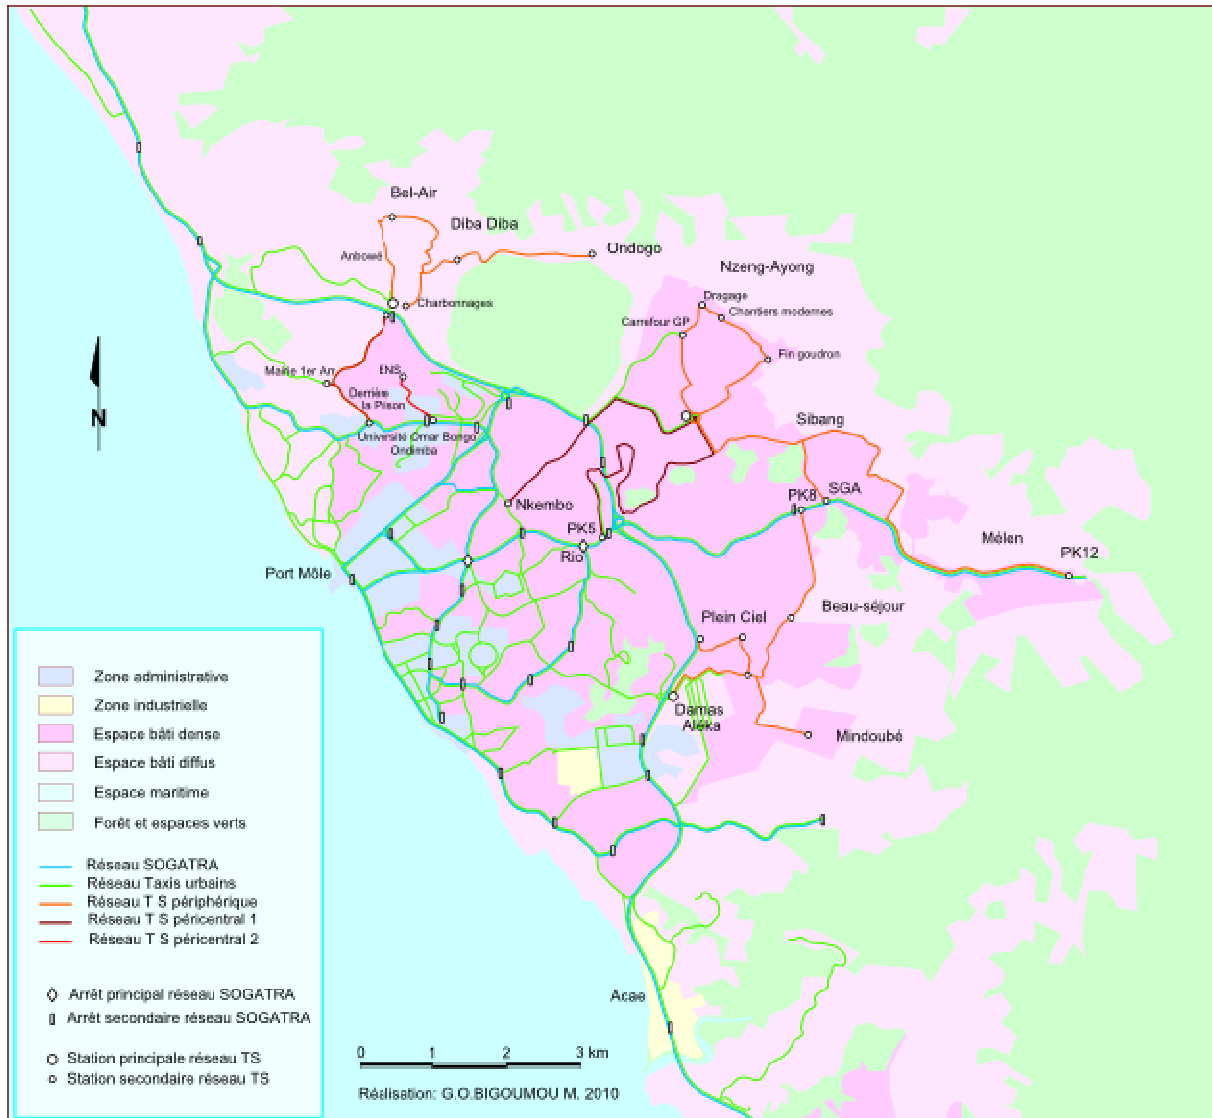 Bel-Air
Diba Diba
Ondogo
Anbowé
Nzeng-Ayong
Charbonnages
Dragage
Chantiers modernes
Carrefour GP
Fin goudron
Mairie 1er Arr
ENS
Derrière
la Pison
Sibang
Université Omar Bongo
Ondimba
N
PK8
SGA
Nkembo
PK5
Rio
Mélen
PK12
Port Môle
Plein Ciel
Beau-séjour
Damas
Aléka
Mindoubé
Acae
Zone administrative
Zone industrielle
Espace bâti dense
Espace bâti diffus
Espace maritime
Forêt et espaces verts
Réseau SOGATRA
Réseau Taxis urbains
Réseau T S périphérique
Réseau T S péricentral 1
Réseau T S péricentral 2
Arrêt principal réseau SOGATRA
Arrêt secondaire réseau SOGATRA
Station principale réseau TS
Station secondaire réseau TS
0 1 2 3 km
Réalisation: G.O.BIGOUMOU M. 2010